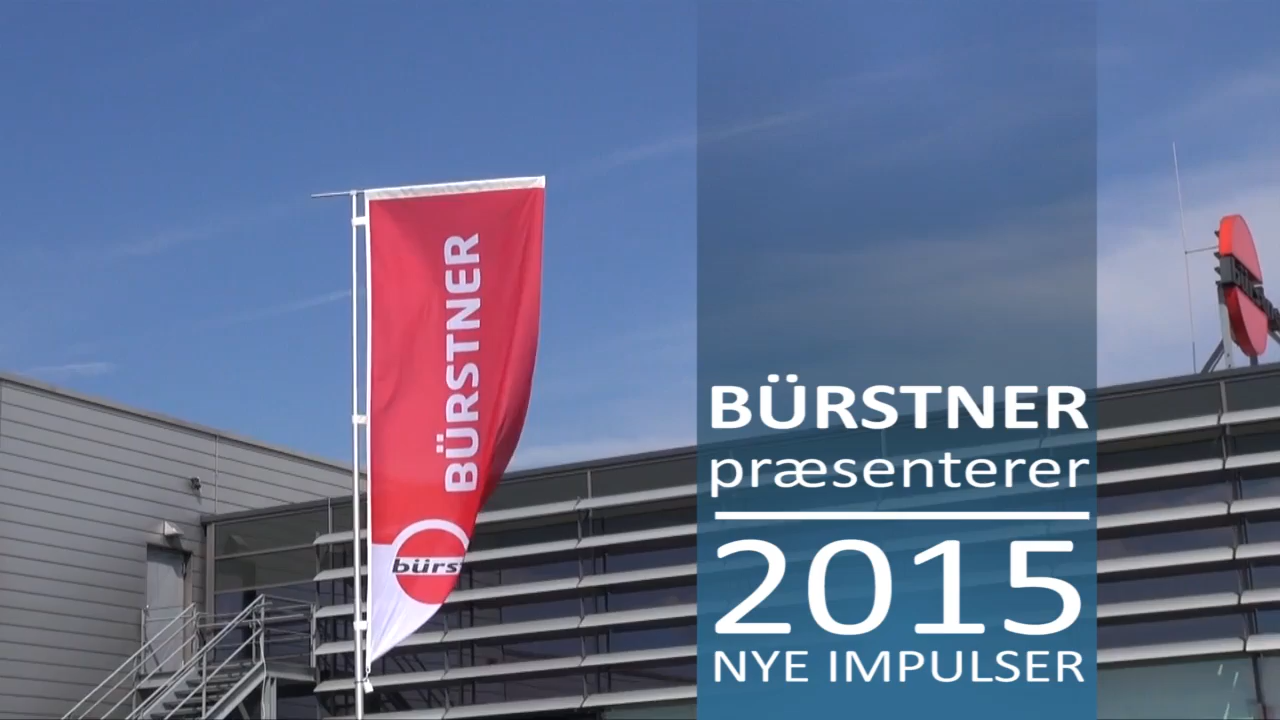 BÜRSTNER
bürst
BÜRSTNER
præsenterer
2015
NYE IMPULSER